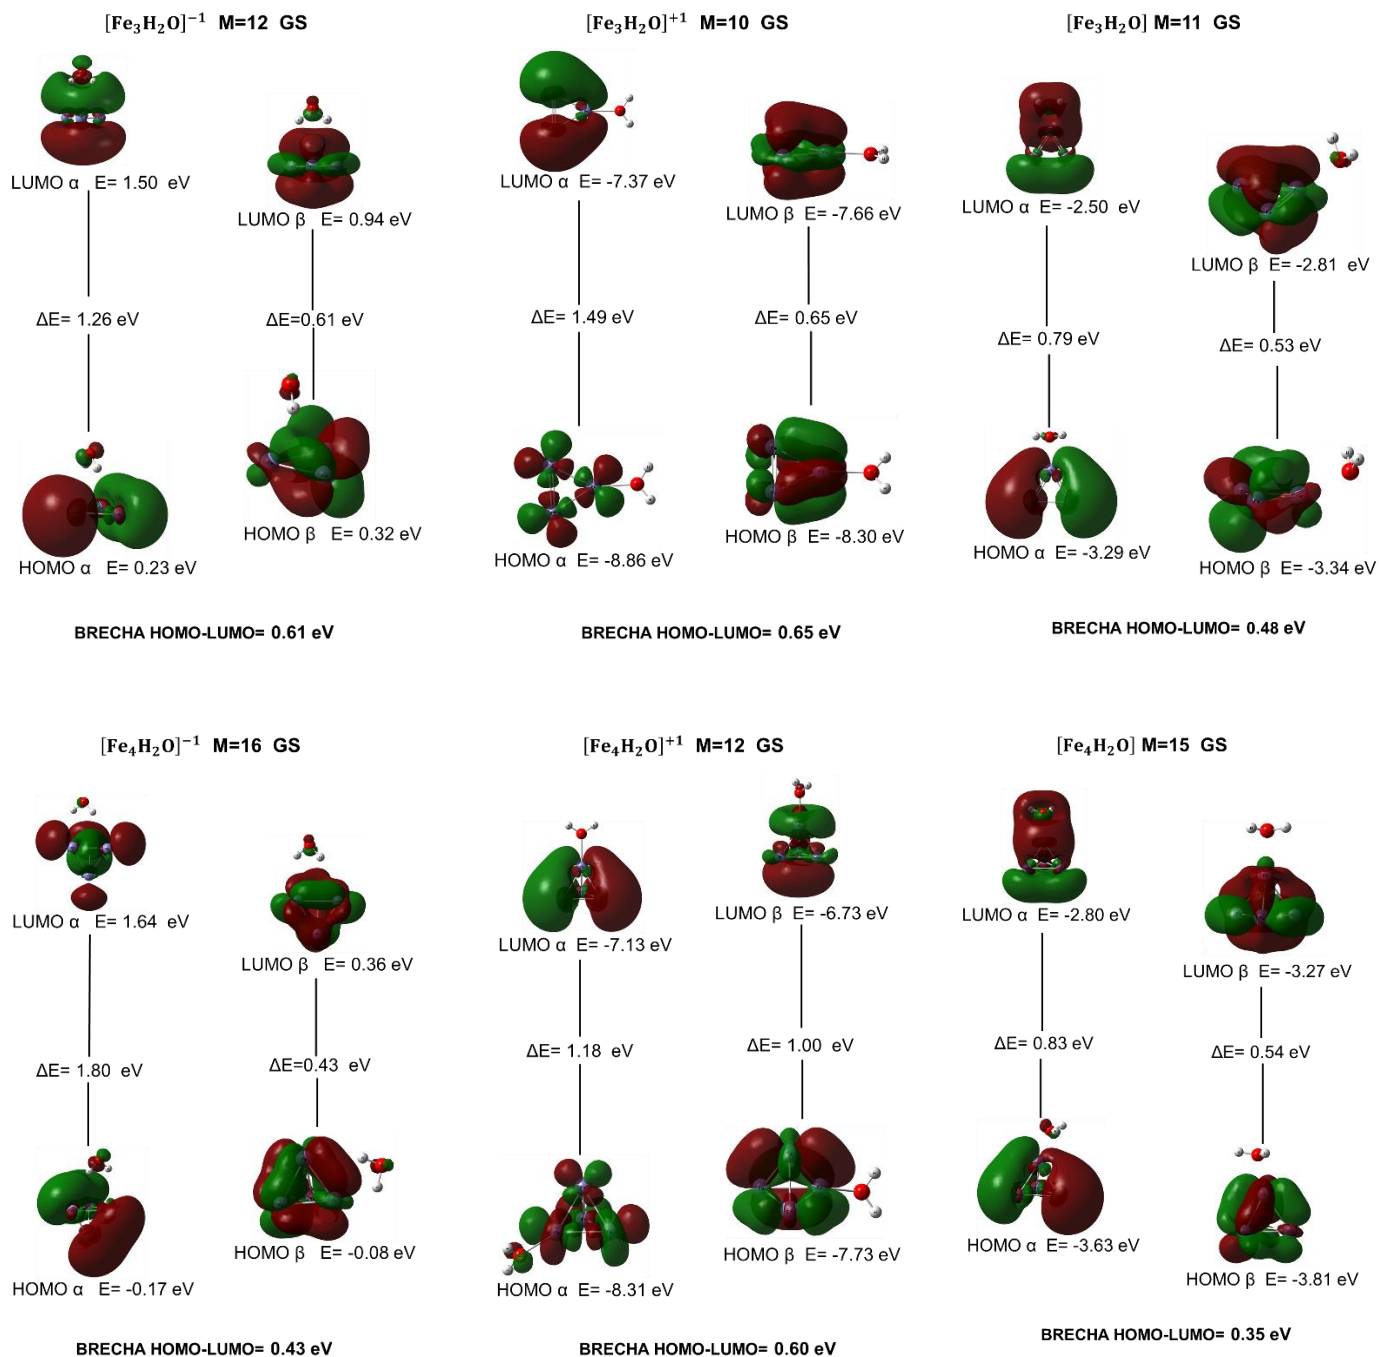 [Fe₃H₂O]⁻¹ M=12 GS
LUMO α E= 1.50 eV
LUMO β E= 0.94 eV
ΔE= 1.26 eV
ΔE=0.61 eV
HOMO α E= 0.23 eV
HOMO β E= 0.32 eV
BRECHA HOMO-LUMO= 0.61 eV
[Fe₃H₂O]⁺¹ M=10 GS
LUMO α E= -7.37 eV
LUMO β E= -7.66 eV
ΔE= 1.49 eV
ΔE= 0.65 eV
HOMO α E= -8.86 eV
HOMO β E= -8.30 eV
BRECHA HOMO-LUMO= 0.65 eV
[Fe₃H₂O] M=11 GS
LUMO α E= -2.50 eV
LUMO β E= -2.81 eV
ΔE= 0.79 eV
ΔE= 0.53 eV
HOMO α E= -3.29 eV
HOMO β E= -3.34 eV
BRECHA HOMO-LUMO= 0.48 eV
[Fe₄H₂O]⁻¹ M=16 GS
LUMO α E= 1.64 eV
LUMO β E= 0.36 eV
ΔE= 1.80 eV
ΔE=0.43 eV
HOMO α E= -0.17 eV
HOMO β E= -0.08 eV
BRECHA HOMO-LUMO= 0.43 eV
[Fe₄H₂O]⁺¹ M=12 GS
LUMO α E= -7.13 eV
LUMO β E= -6.73 eV
ΔE= 1.18 eV
ΔE= 1.00 eV
HOMO α E= -8.31 eV
HOMO β E= -7.73 eV
BRECHA HOMO-LUMO= 0.60 eV
[Fe₄H₂O] M=15 GS
LUMO α E= -2.80 eV
LUMO β E= -3.27 eV
ΔE= 0.83 eV
ΔE= 0.54 eV
HOMO α E= -3.63 eV
HOMO β E= -3.81 eV
BRECHA HOMO-LUMO= 0.35 eV